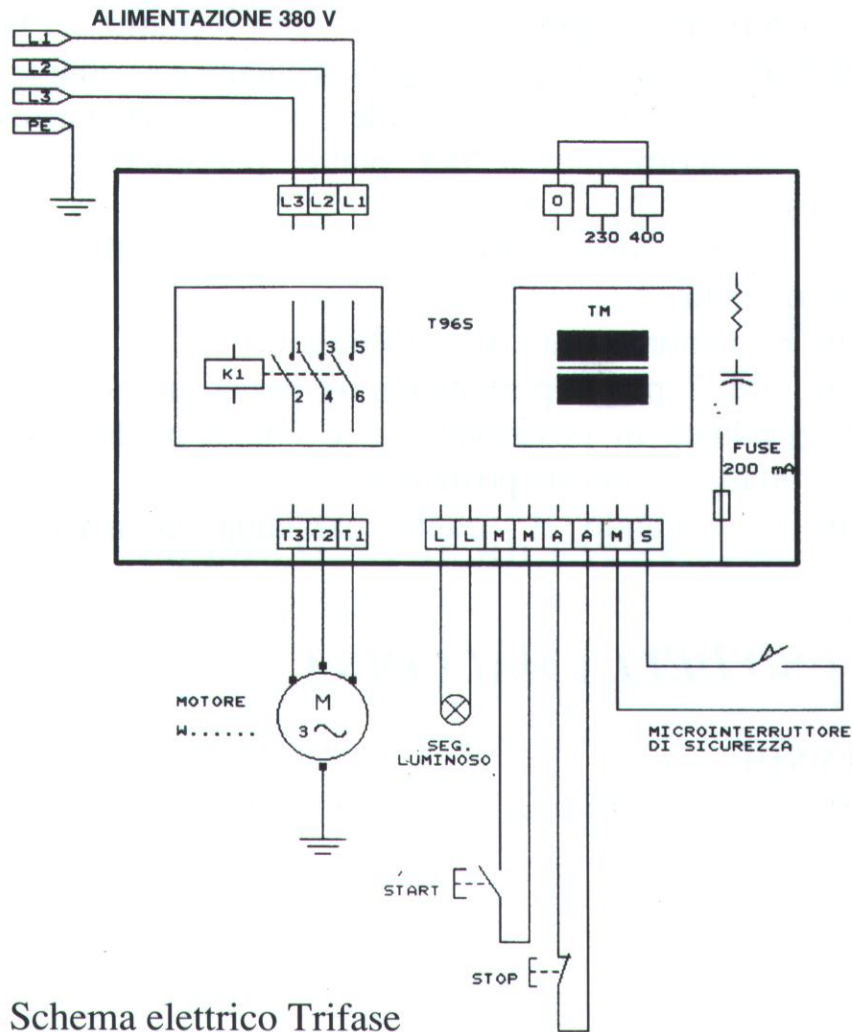 ALIMENTAZIONE 380 V
L1
L2
L3
PE
L3 L2 L1
0
230 400
T96S
TM
K1
1 3 5
2 4 6
FUSE
200 mA
T3 T2 T1
L L M M A A M S
MOTORE
W......
M
3
SEG.
LUMINOSO
MICROINTERRUTTORE
DI SICUREZZA
START
STOP
Schema elettrico Trifase